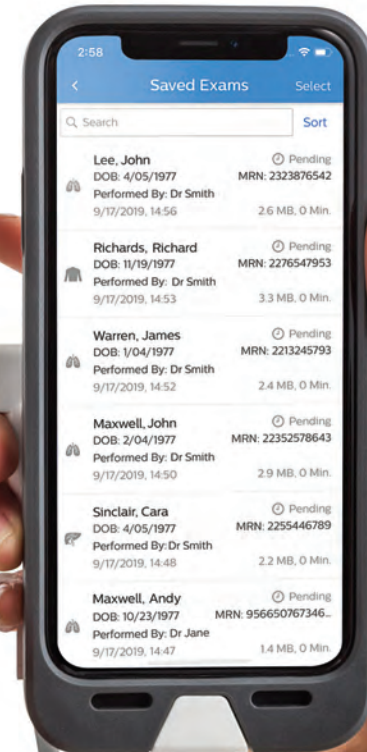 2:58
Saved Exams Select
Search Sort
Lee, John Pending
DOB: 4/05/1977 MRN: 2323876542
Performed By: Dr Smith
9/17/2019, 14:56 2.6 MB, 0 Min.
Richards, Richard Pending
DOB: 11/19/1977 MRN: 2276547953
Performed By: Dr Smith
9/17/2019, 14:53 3.3 MB, 0 Min.
Warren, James Pending
DOB: 1/04/1977 MRN: 2213245793
Performed By: Dr Smith
9/17/2019, 14:52 2.4 MB, 0 Min.
Maxwell, John Pending
DOB: 2/04/1977 MRN: 22352578643
Performed By: Dr Smith
9/17/2019, 14:50 2.9 MB, 0 Min.
Sinclair, Cara Pending
DOB: 4/05/1977 MRN: 2255446789
Performed By: Dr Smith
9/17/2019, 14:48 2.2 MB, 0 Min.
Maxwell, Andy Pending
DOB: 10/23/1977 MRN: 956650767346...
Performed By: Dr Jane
9/17/2019, 14:47 1.4 MB, 0 Min.